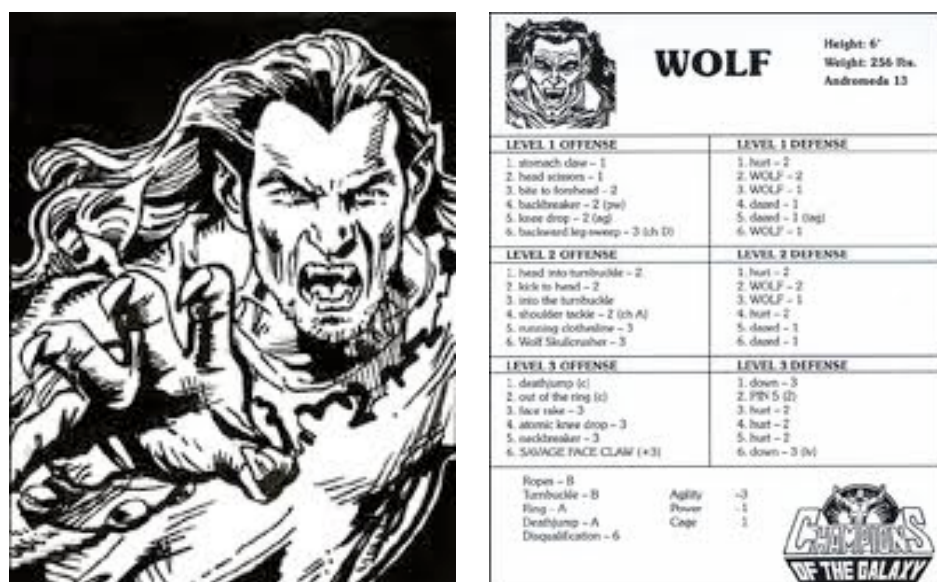 WOLF
Height: 6'
Weight: 256 lbs.
Andromeda 13
LEVEL 1 OFFENSE
1. stomach claw – 1
2. head scissors – 1
3. bite to forehead – 2
4. backbreaker – 2 (pw)
5. knee drop – 2 (ag)
6. backward leg sweep – 3 (ch D)
LEVEL 1 DEFENSE
1. hurt – 2
2. WOLF – 2
3. WOLF – 1
4. dazed – 1
5. dazed – 1 (tag)
6. WOLF – 1
LEVEL 2 OFFENSE
1. head into turnbuckle – 2
2. kick to head – 2
3. into the turnbuckle
4. shoulder tackle – 2 (ch A)
5. running clothesline – 3
6. Wolf Skullcrusher – 3
LEVEL 2 DEFENSE
1. hurt – 2
2. WOLF – 2
3. WOLF – 1
4. hurt – 2
5. dazed – 1
6. dazed – 1
LEVEL 3 OFFENSE
1. deathjump (c)
2. out of the ring (c)
3. face rake – 3
4. atomic knee drop – 3
5. neckbreaker – 3
6. SAVAGE FACE CLAW (+3)
LEVEL 3 DEFENSE
1. down – 3
2. PIN 5 (2)
3. hurt – 2
4. hurt – 2
5. hurt – 2
6. down – 3 (lv)
Ropes – B
Turnbuckle – B
Ring – A
Deathjump – A
Disqualification – 6
Agility -3
Power -1
Cage 1
CHAMPIONS
OF THE GALAXY